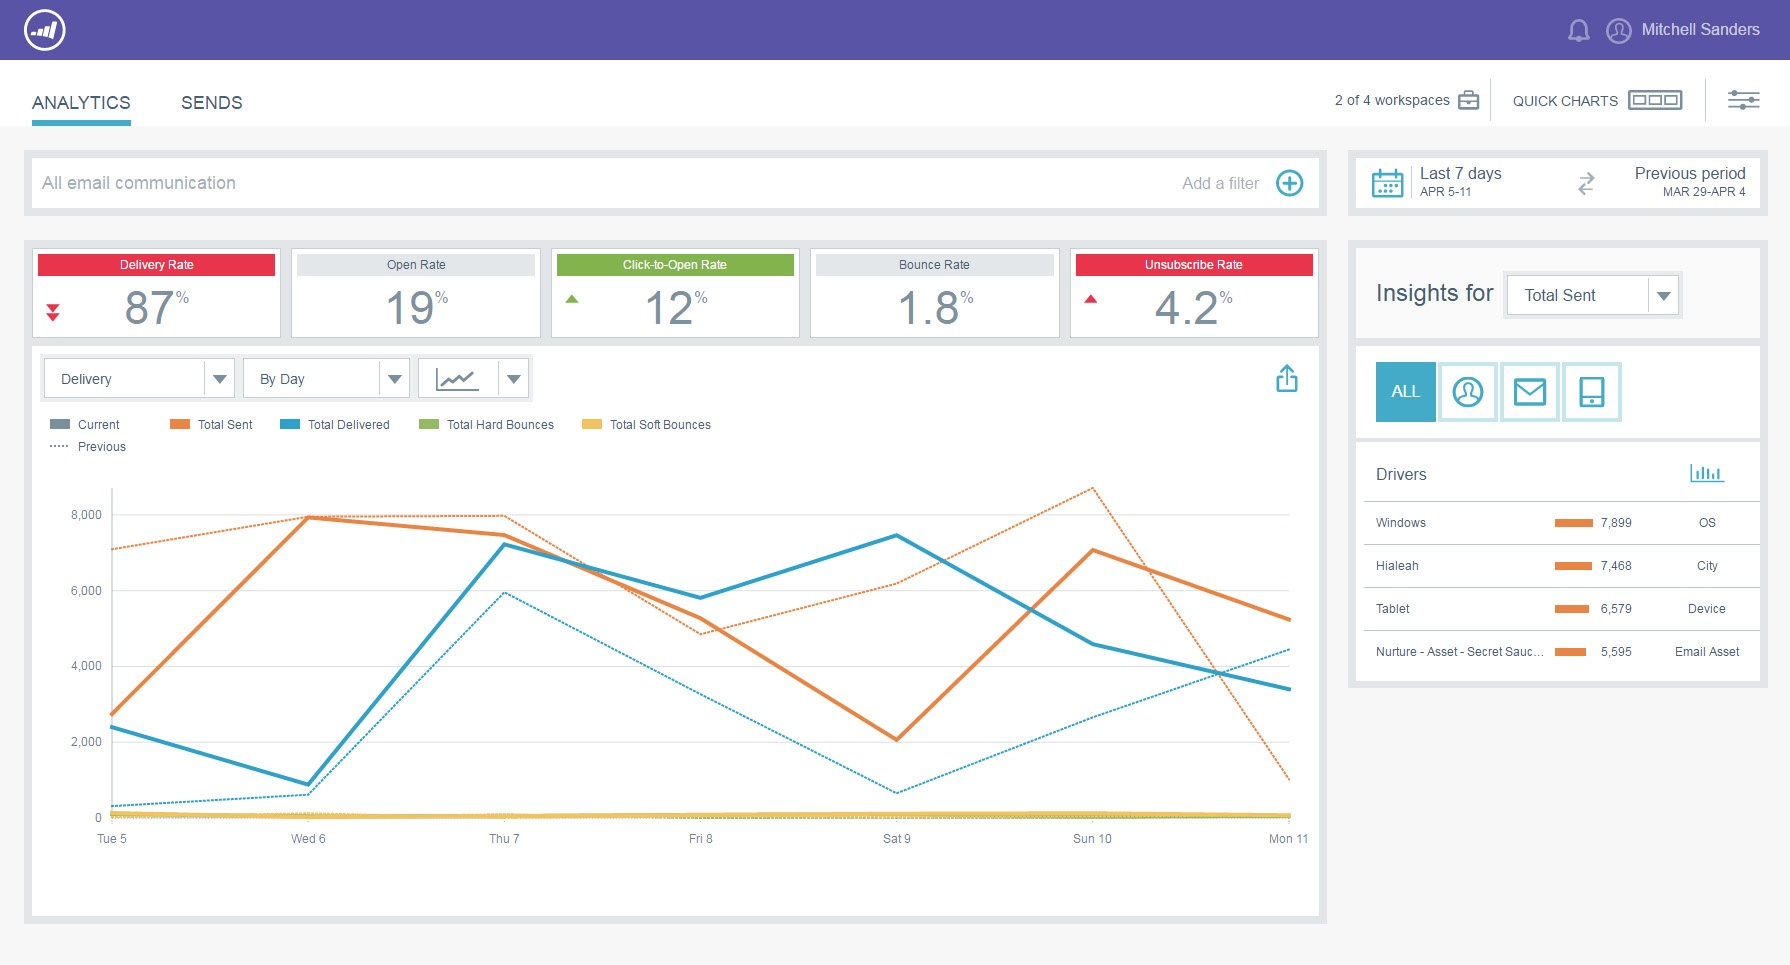 Mitchell Sanders
ANALYTICS SENDS
2 of 4 workspaces QUICK CHARTS
All email communication Add a filter
Last 7 days Previous period
APR 5-11 MAR 29-APR 4
Delivery Rate Open Rate Click-to-Open Rate Bounce Rate Unsubscribe Rate
87% 19% 12% 1.8% 4.2%
Insights for Total Sent
Delivery By Day
ALL
Current Total Sent Total Delivered Total Hard Bounces Total Soft Bounces
Previous
8,000
6,000
4,000
2,000
0
Tue 5 Wed 6 Thu 7 Fri 8 Sat 9 Sun 10 Mon 11
Drivers
Windows 7,899 OS
Hialeah 7,468 City
Tablet 6,579 Device
Nurture - Asset - Secret Sauc... 5,595 Email Asset